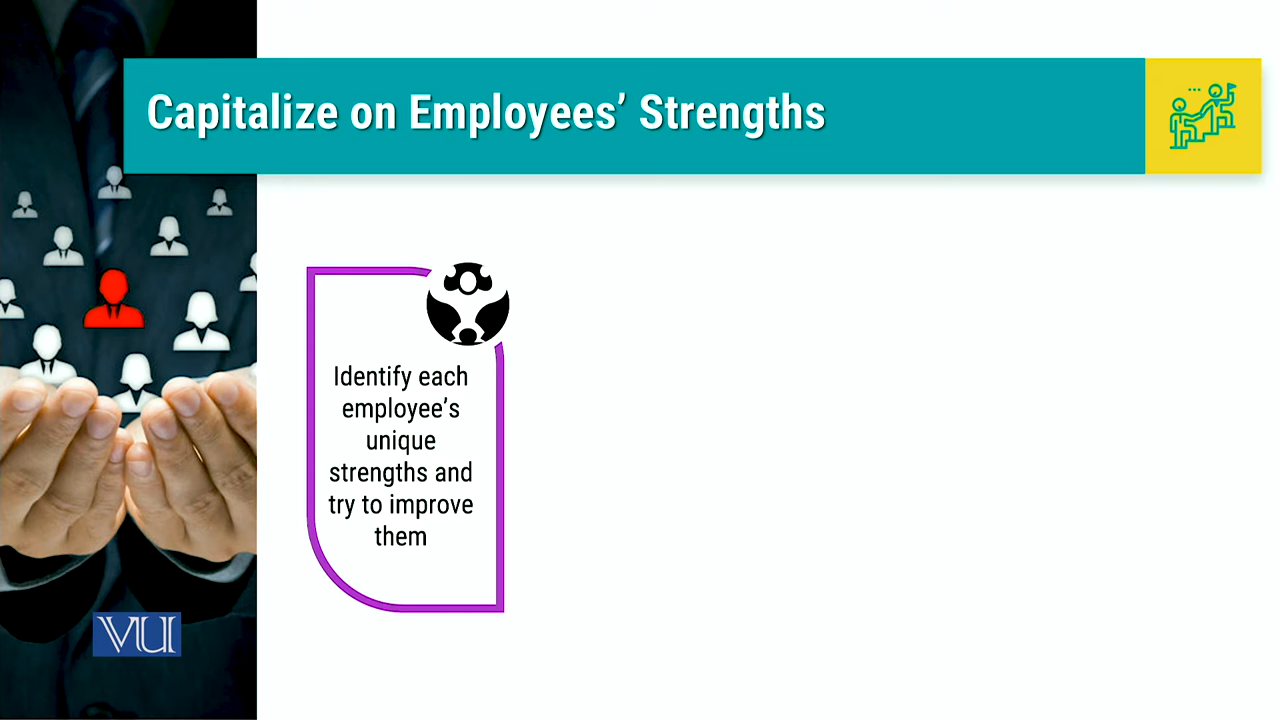 Capitalize on Employees’ Strengths
Identify each
employee’s
unique
strengths and
try to improve
them
VU